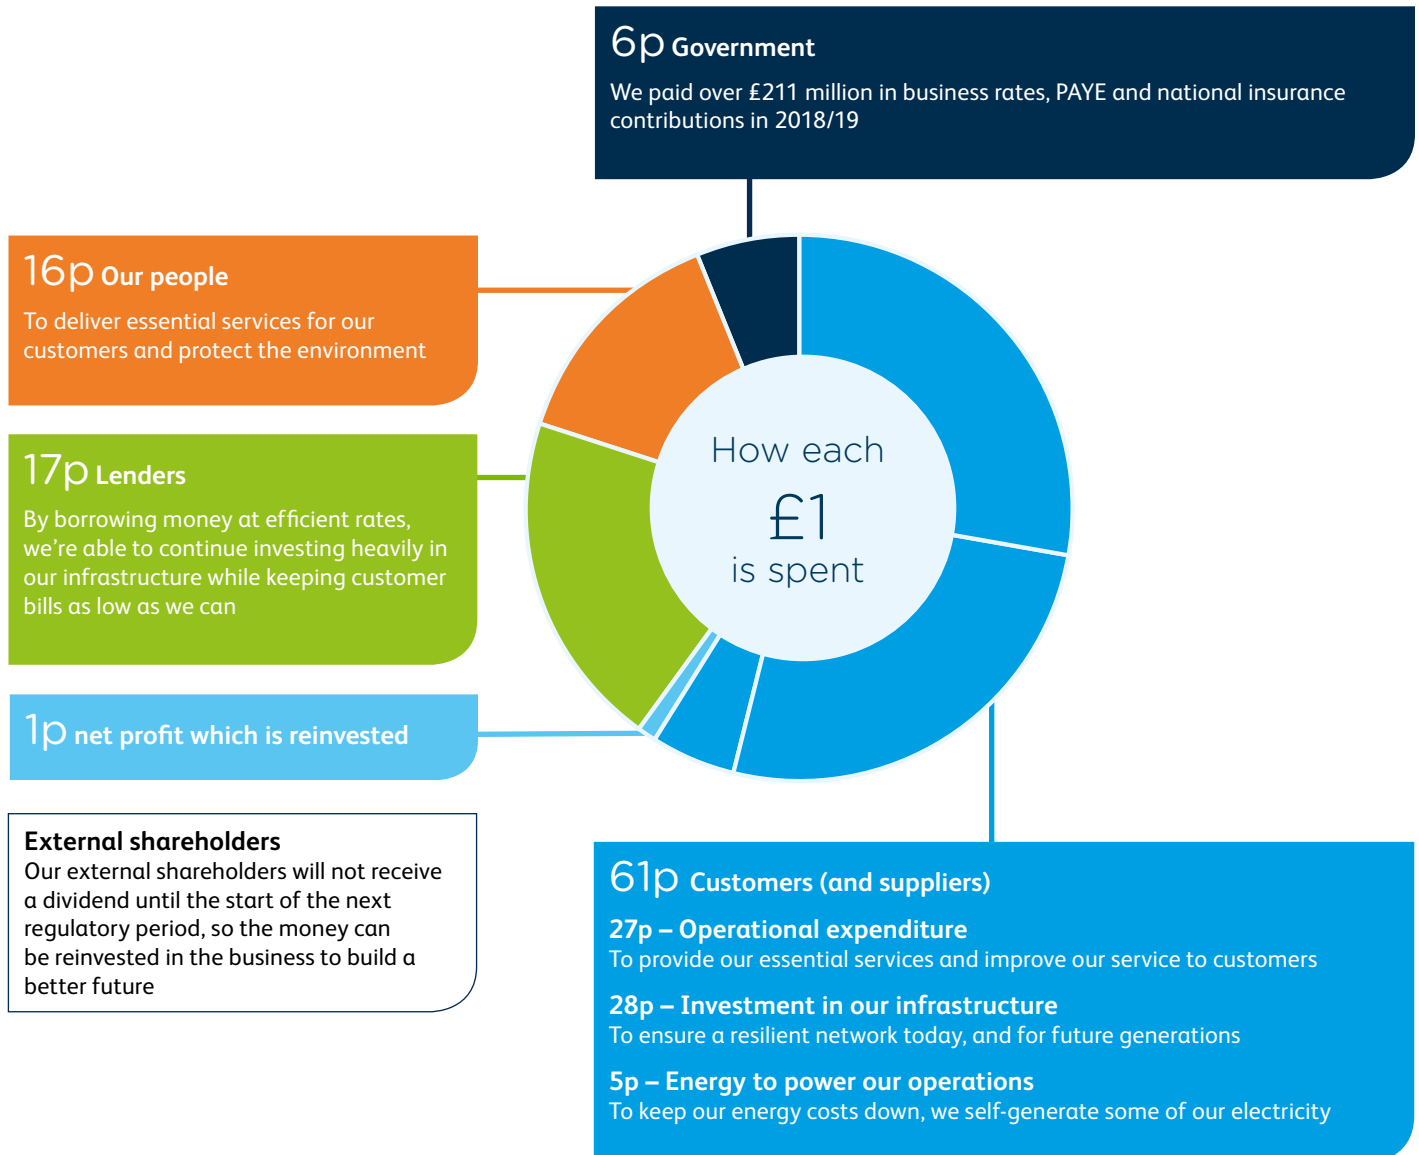 6p Government
We paid over £211 million in business rates, PAYE and national insurance
contributions in 2018/19
16p Our people
To deliver essential services for our
customers and protect the environment
17p Lenders
By borrowing money at efficient rates,
we're able to continue investing heavily in
our infrastructure while keeping customer
bills as low as we can
1p net profit which is reinvested
External shareholders
Our external shareholders will not receive
a dividend until the start of the next
regulatory period, so the money can
be reinvested in the business to build a
better future
How each
£1
is spent
61p Customers (and suppliers)
27p – Operational expenditure
To provide our essential services and improve our service to customers
28p – Investment in our infrastructure
To ensure a resilient network today, and for future generations
5p – Energy to power our operations
To keep our energy costs down, we self-generate some of our electricity